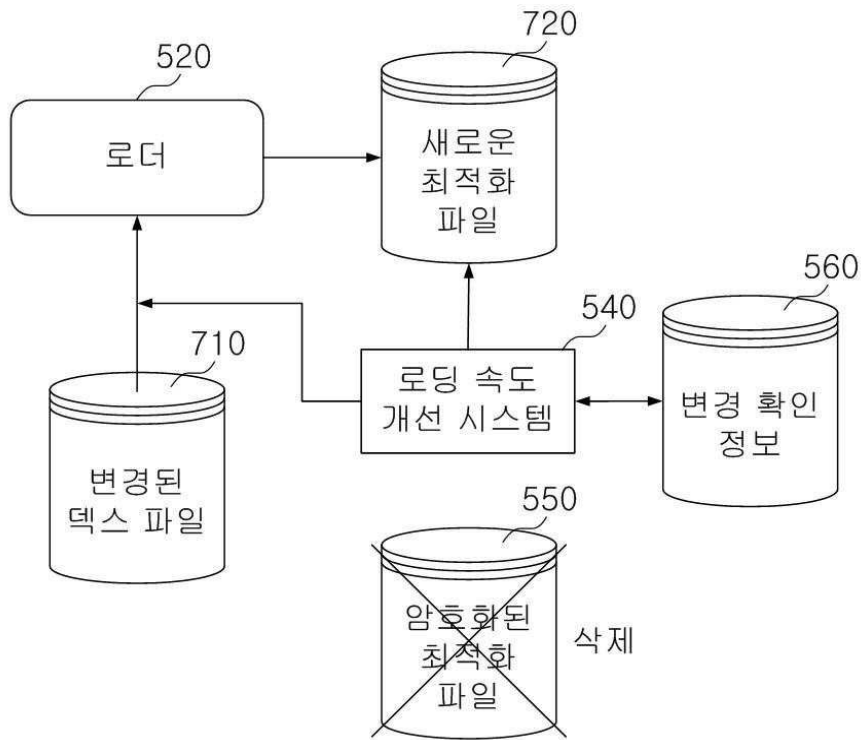 520
로더
720
새로운
최적화
파일
710
변경된
덱스 파일
540
로딩 속도
개선 시스템
560
변경 확인
정보
550
암호화된
최적화
파일
삭제